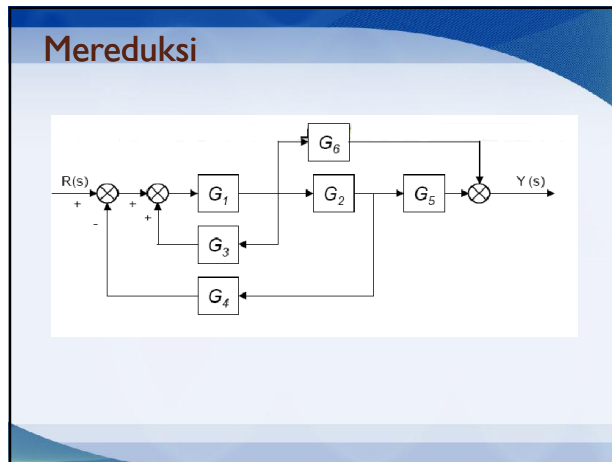 Mereduksi
G6
R(s)
Y (s)
+ + +
G1
G2
G5
-
G3
G4